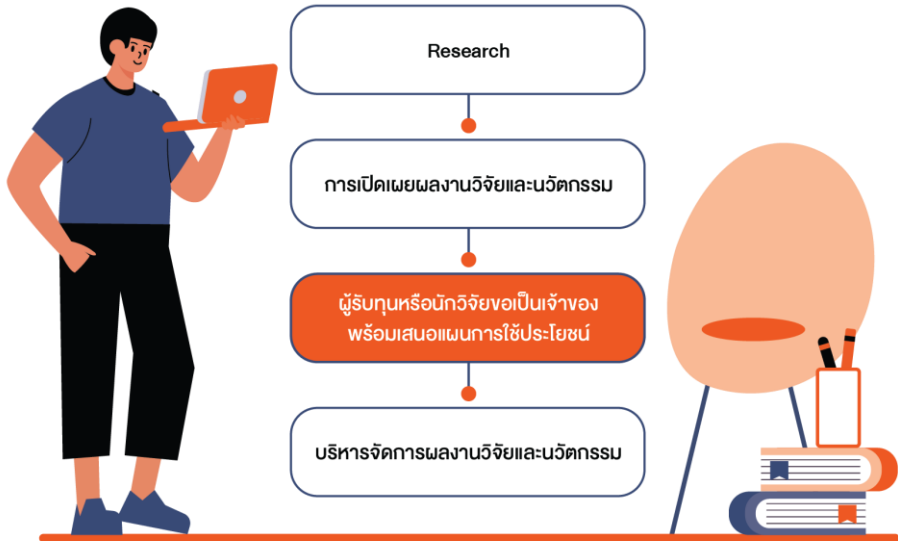 Research
การเปิดเผยผลงานวิจัยและนวัตกรรม
ผู้รับทุนหรือนักวิจัยขอเป็นเจ้าของ
พร้อมเสนอแผนการใช้ประโยชน์
บริหารจัดการผลงานวิจัยและนวัตกรรม